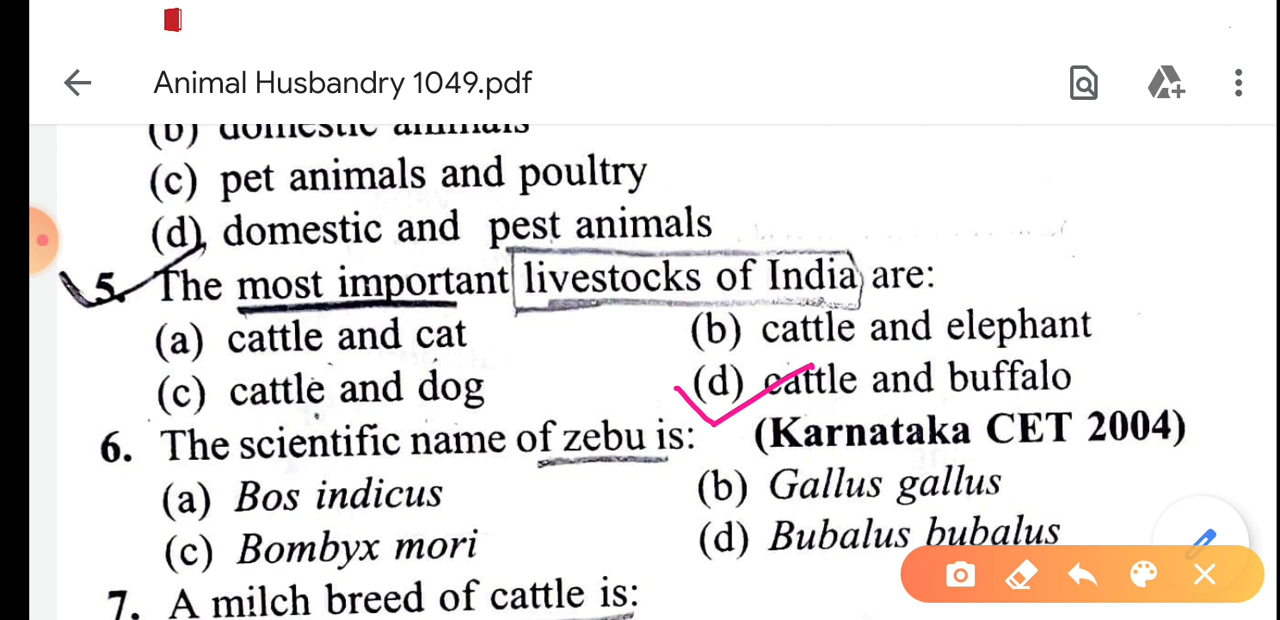 Animal Husbandry 1049.pdf
(b) domestic animals
(c) pet animals and poultry
(d) domestic and pest animals
5. The most important livestocks of India are:
(a) cattle and cat (b) cattle and elephant
(c) cattle and dog (d) cattle and buffalo
6. The scientific name of zebu is: (Karnataka CET 2004)
(a) Bos indicus (b) Gallus gallus
(c) Bombyx mori (d) Bubalus bubalus
7. A milch breed of cattle is: